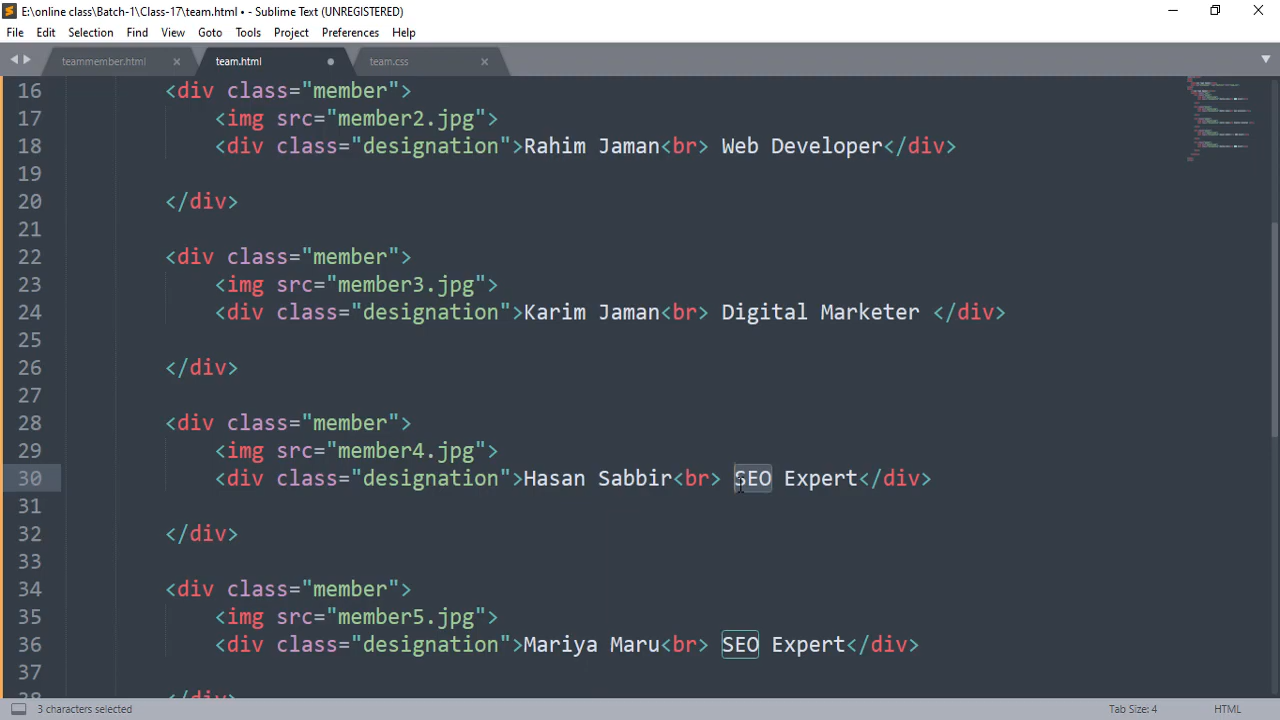 E:\online class\Batch-1\Class-17\team.html • - Sublime Text (UNREGISTERED)
File Edit Selection Find View Goto Tools Project Preferences Help
teammember.html team.html team.css
16 <div class="member">
17 <img src="member2.jpg">
18 <div class="designation">Rahim Jaman<br> Web Developer</div>
19
20 </div>
21
22 <div class="member">
23 <img src="member3.jpg">
24 <div class="designation">Karim Jaman<br> Digital Marketer </div>
25
26 </div>
27
28 <div class="member">
29 <img src="member4.jpg">
30 <div class="designation">Hasan Sabbir<br> SEO Expert</div>
31
32 </div>
33
34 <div class="member">
35 <img src="member5.jpg">
36 <div class="designation">Mariya Maru<br> SEO Expert</div>
37
38 </div>
3 characters selected Tab Size: 4 HTML